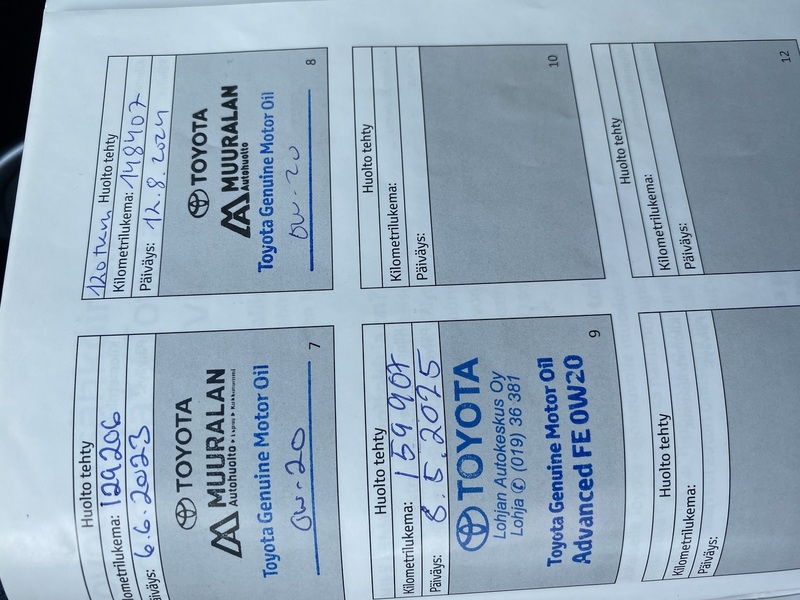 Huolto tehty
Kilometrilukema: 129206
Päiväys: 6.6.2023
TOYOTA
MUURALAN
Autohuolto
Toyota Genuine Motor Oil
0W-20
7
120tkm Huolto tehty
Kilometrilukema: 148407
Päiväys: 12.8.2024
TOYOTA
MUURALAN
Autohuolto
Toyota Genuine Motor Oil
0W-20
8
Huolto tehty
Kilometrilukema: 159907
Päiväys: 8.5.2025
TOYOTA
Lohjan Autokeskus Oy
Lohja ✆ (019) 36 381
Toyota Genuine Motor Oil
Advanced FE 0W20
9
Huolto tehty
Kilometrilukema:
Päiväys:
10
Huolto tehty
Kilometrilukema:
Päiväys:
Huolto tehty
Kilometrilukema:
Päiväys:
12